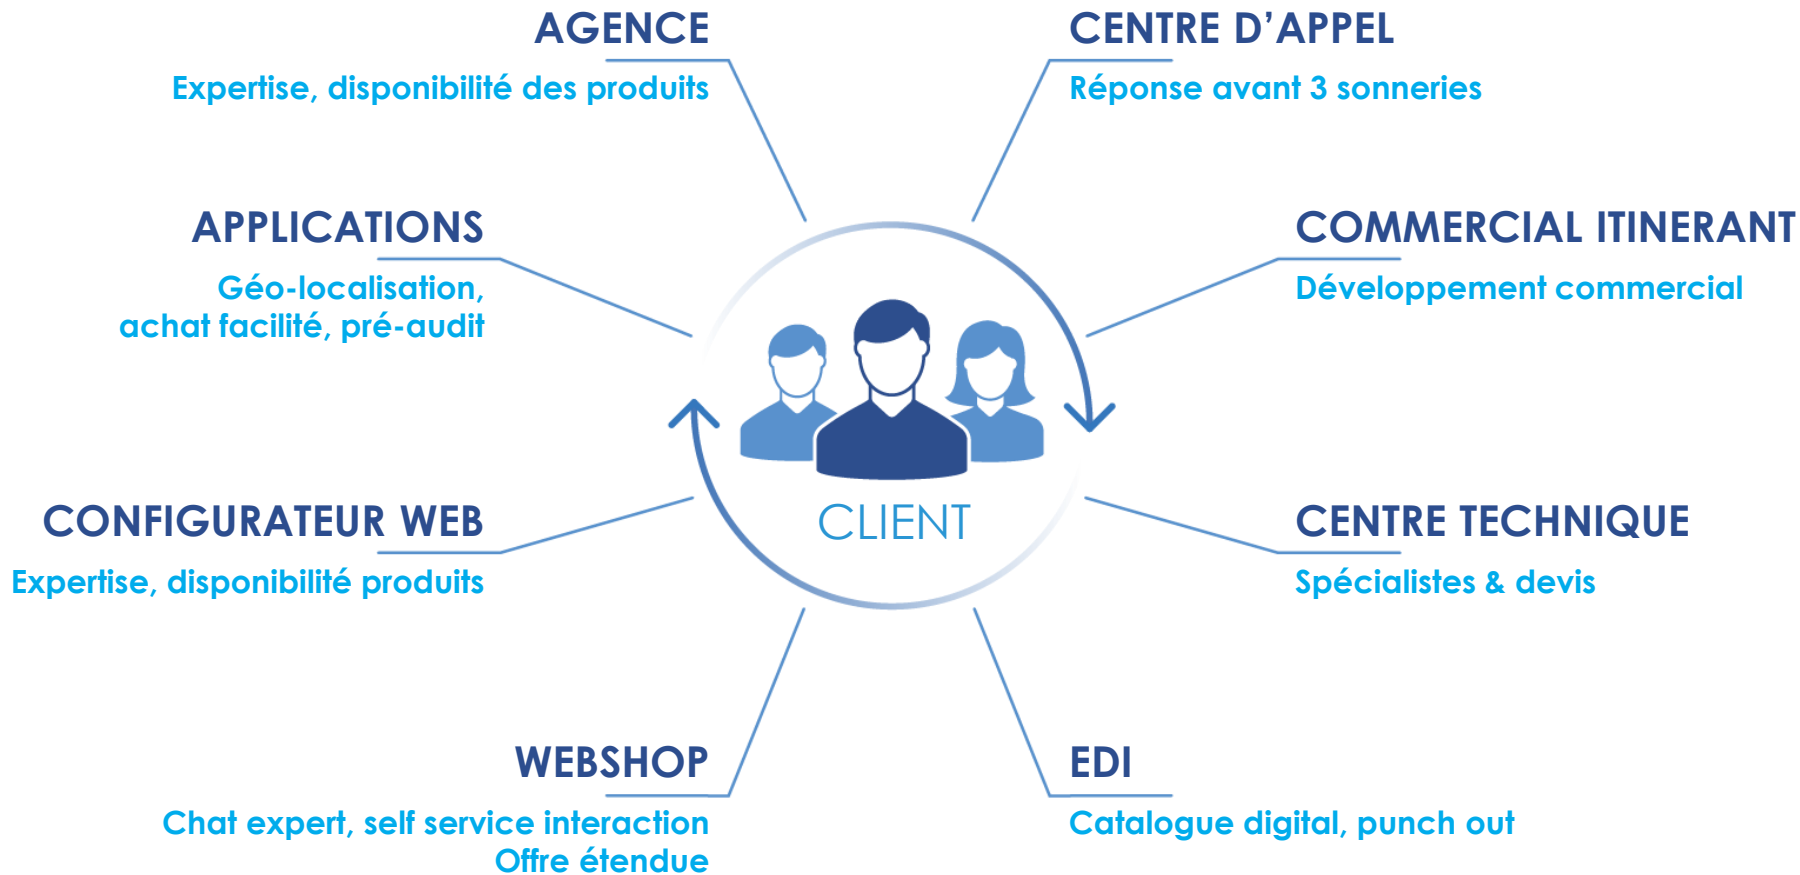 AGENCE
Expertise, disponibilité des produits
CENTRE D’APPEL
Réponse avant 3 sonneries
APPLICATIONS
Géo-localisation,
achat facilité, pré-audit
COMMERCIAL ITINERANT
Développement commercial
CLIENT
CONFIGURATEUR WEB
Expertise, disponibilité produits
CENTRE TECHNIQUE
Spécialistes & devis
WEBSHOP
Chat expert, self service interaction
Offre étendue
EDI
Catalogue digital, punch out